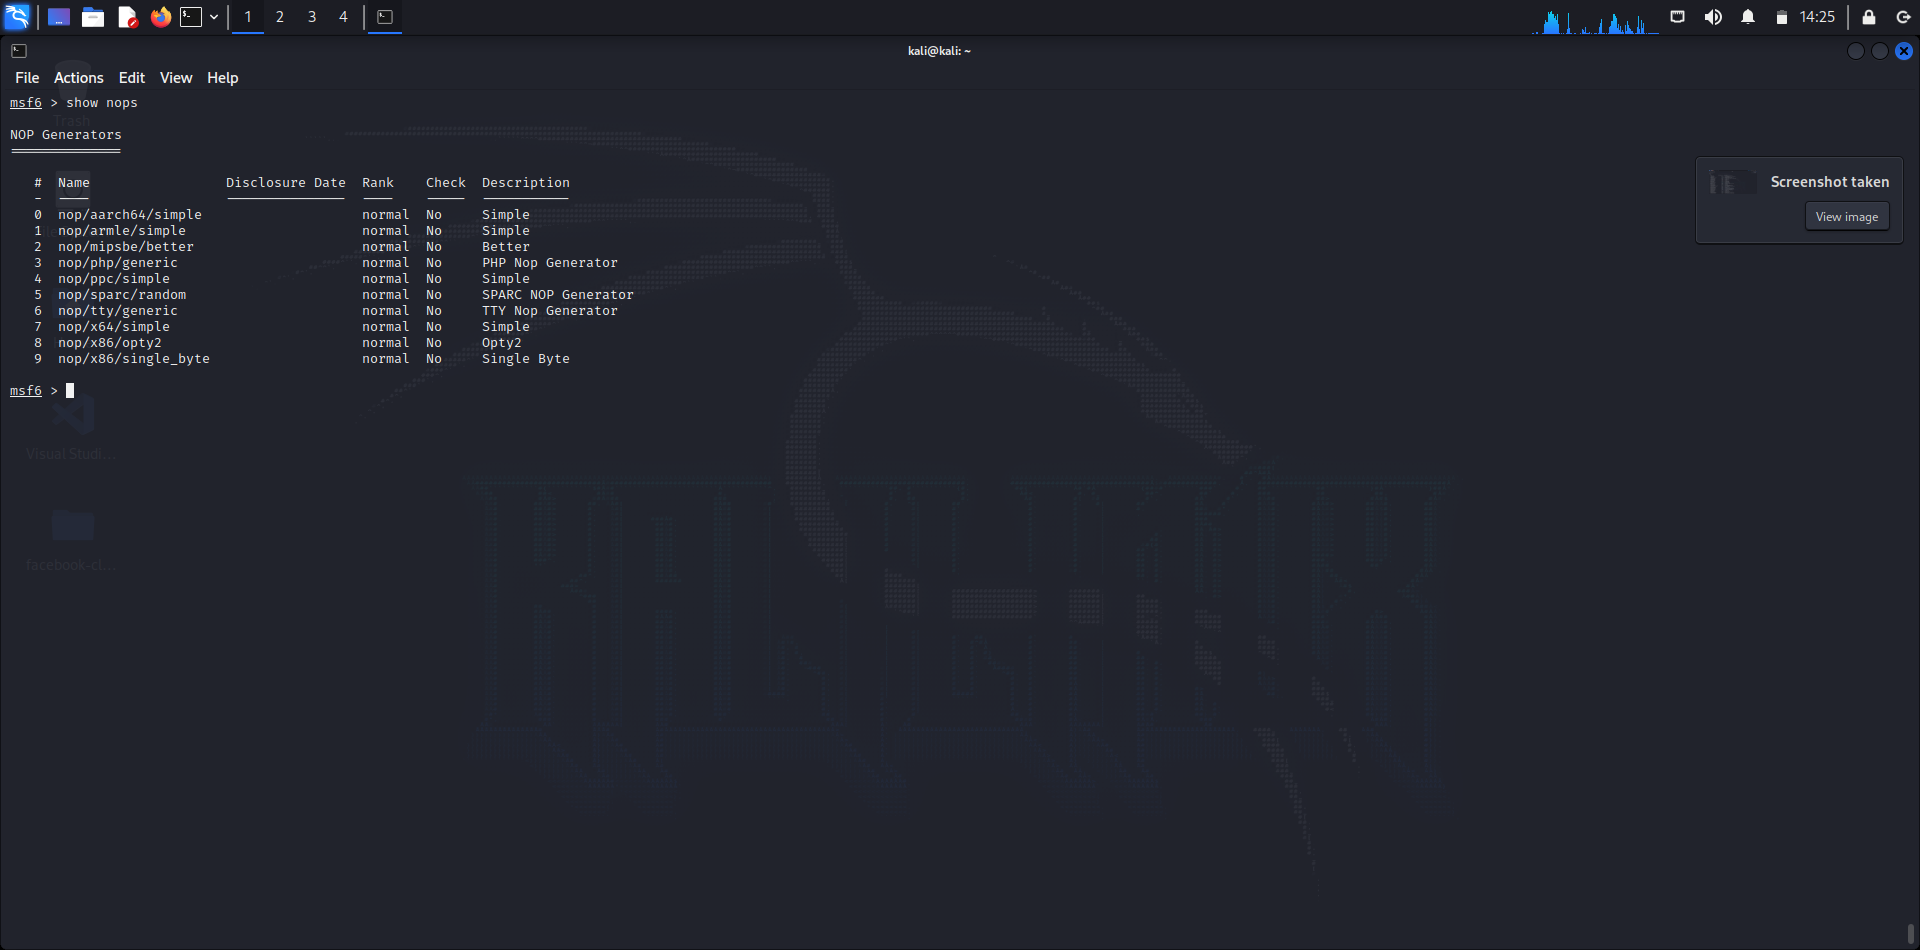 1 2 3 4 14:25
kali@kali: ~
File Actions Edit View Help
msf6 > show nops
Trash
NOP Generators
==============
# Name Disclosure Date Rank Check Description
- ---- --------------- ---- ----- -----------
0 nop/aarch64/simple normal No Simple
1 nop/armle/simple normal No Simple
2 nop/mipsbe/better normal No Better
3 nop/php/generic normal No PHP Nop Generator
4 nop/ppc/simple normal No Simple
5 nop/sparc/random normal No SPARC NOP Generator
6 nop/tty/generic normal No TTY Nop Generator
7 nop/x64/simple normal No Simple
8 nop/x86/opty2 normal No Opty2
9 nop/x86/single_byte normal No Single Byte
msf6 >
Screenshot taken
View image
Visual Studi...
facebook-cl...